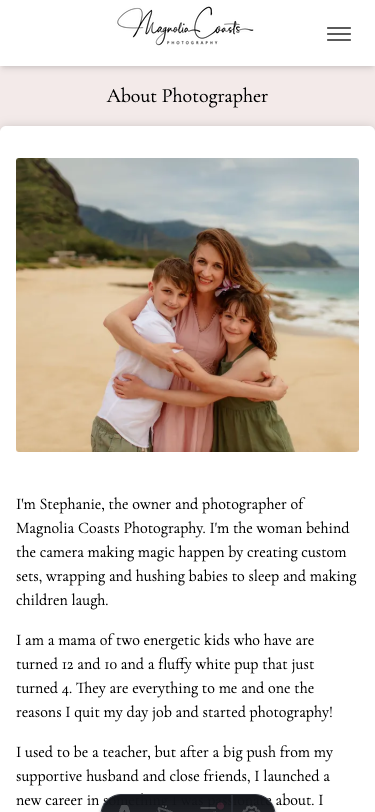 Magnolia Coasts
PHOTOGRAPHY
About Photographer
I'm Stephanie, the owner and photographer of
Magnolia Coasts Photography. I'm the woman behind
the camera making magic happen by creating custom
sets, wrapping and hushing babies to sleep and making
children laugh.
I am a mama of two energetic kids who have are
turned 12 and 10 and a fluffy white pup that just
turned 4. They are everything to me and one the
reasons I quit my day job and started photography!
I used to be a teacher, but after a big push from my
supportive husband and close friends, I launched a
new career in about. I